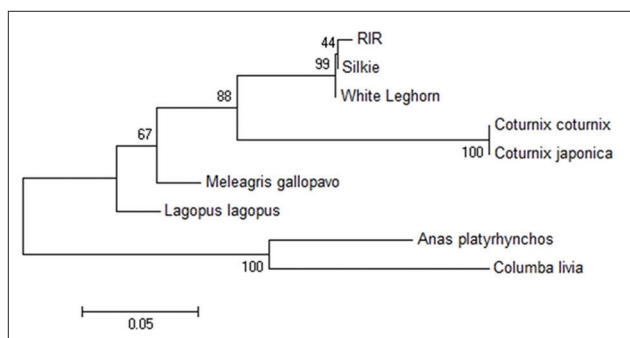 44
RIR
99
Silkie
88
White Leghorn
67
Coturnix coturnix
100
Coturnix japonica
Meleagris gallopavo
Lagopus lagopus
Anas platyrhynchos
100
Columba livia
0.05